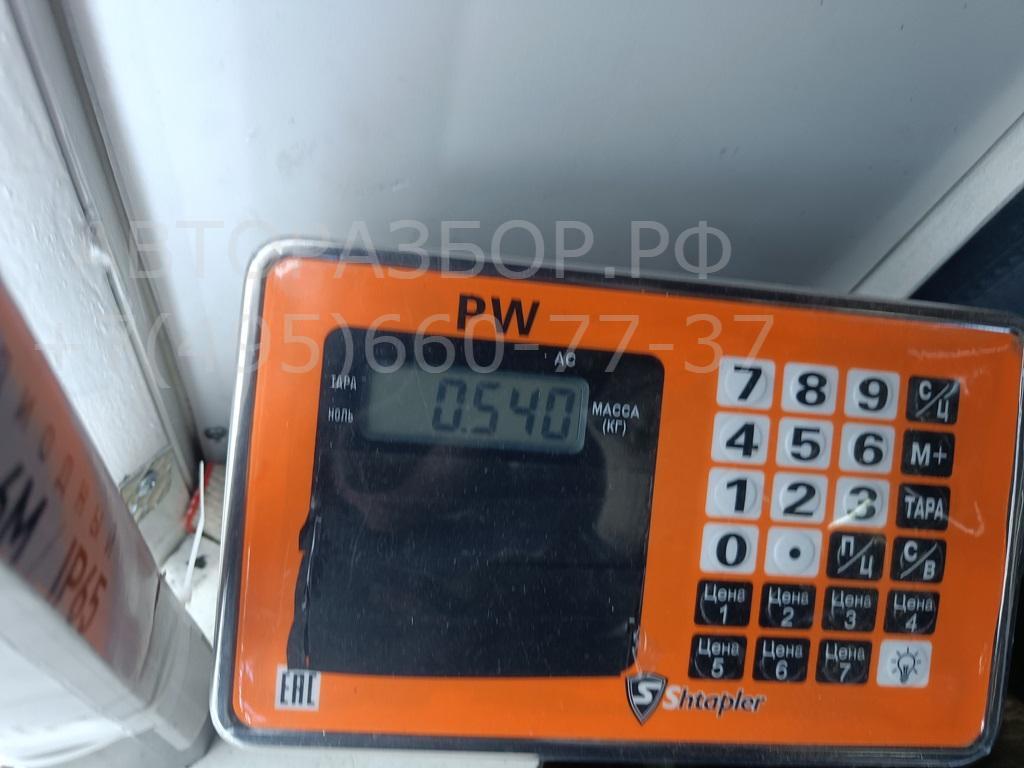 АВТОРАЗБОР.РФ
+7(495)660-77-37
PW
AC
ТАРА
НОЛЬ
0.540
МАССА
(КГ)
7 8 9 С/Ц
4 5 6 М+
1 2 3 ТАРА
0 • П/Ц С/В
Цена 1 Цена 2 Цена 3 Цена 4
Цена 5 Цена 6 Цена 7
EAC
S Shtapler
IP65